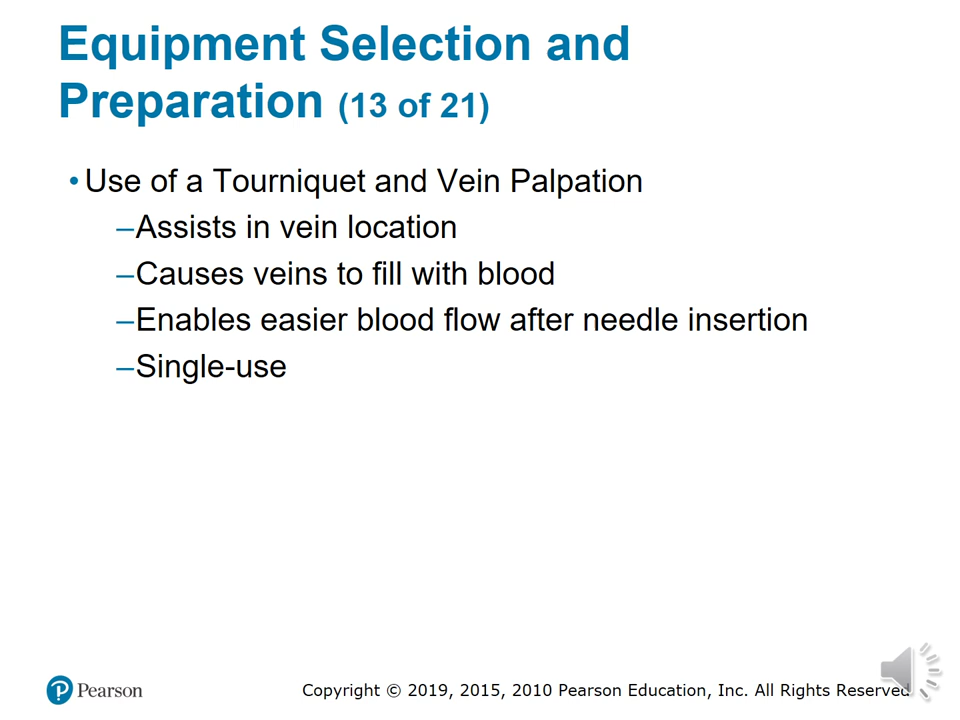 Equipment Selection and
Preparation (13 of 21)
• Use of a Tourniquet and Vein Palpation
–Assists in vein location
–Causes veins to fill with blood
–Enables easier blood flow after needle insertion
–Single-use
Pearson
Copyright © 2019, 2015, 2010 Pearson Education, Inc. All Rights Reserved